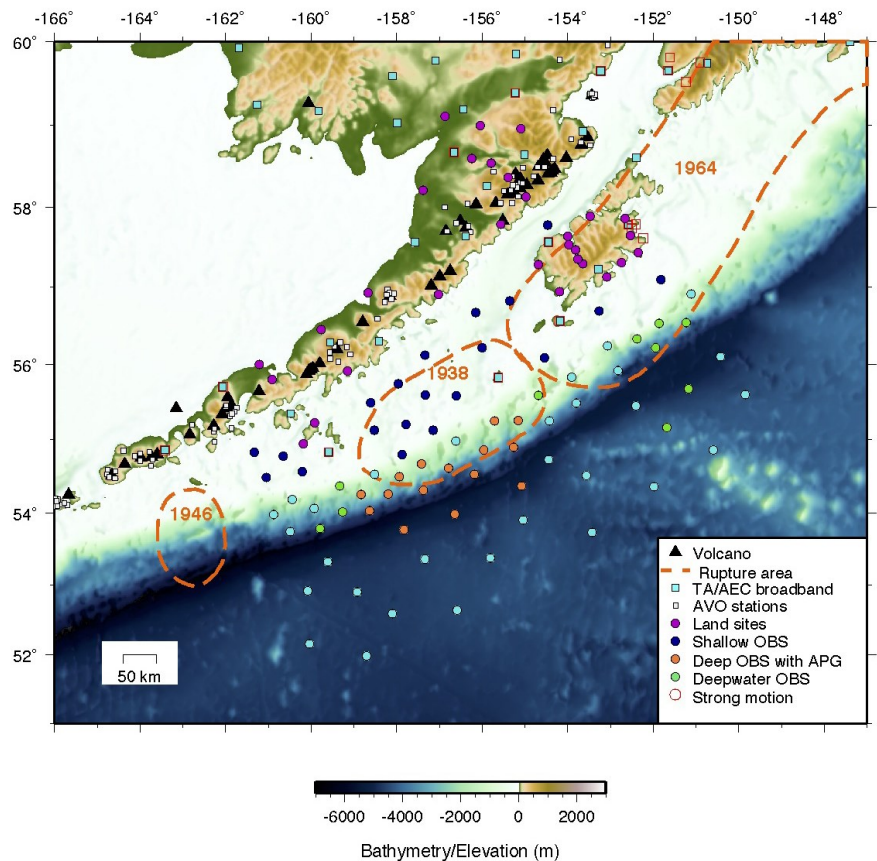 -166° -164° -162° -160° -158° -156° -154° -152° -150° -148°
60°
58°
56°
54°
52°
1964
1938
1946
50 km
Volcano
Rupture area
TA/AEC broadband
AVO stations
Land sites
Shallow OBS
Deep OBS with APG
Deepwater OBS
Strong motion
-6000 -4000 -2000 0 2000
Bathymetry/Elevation (m)